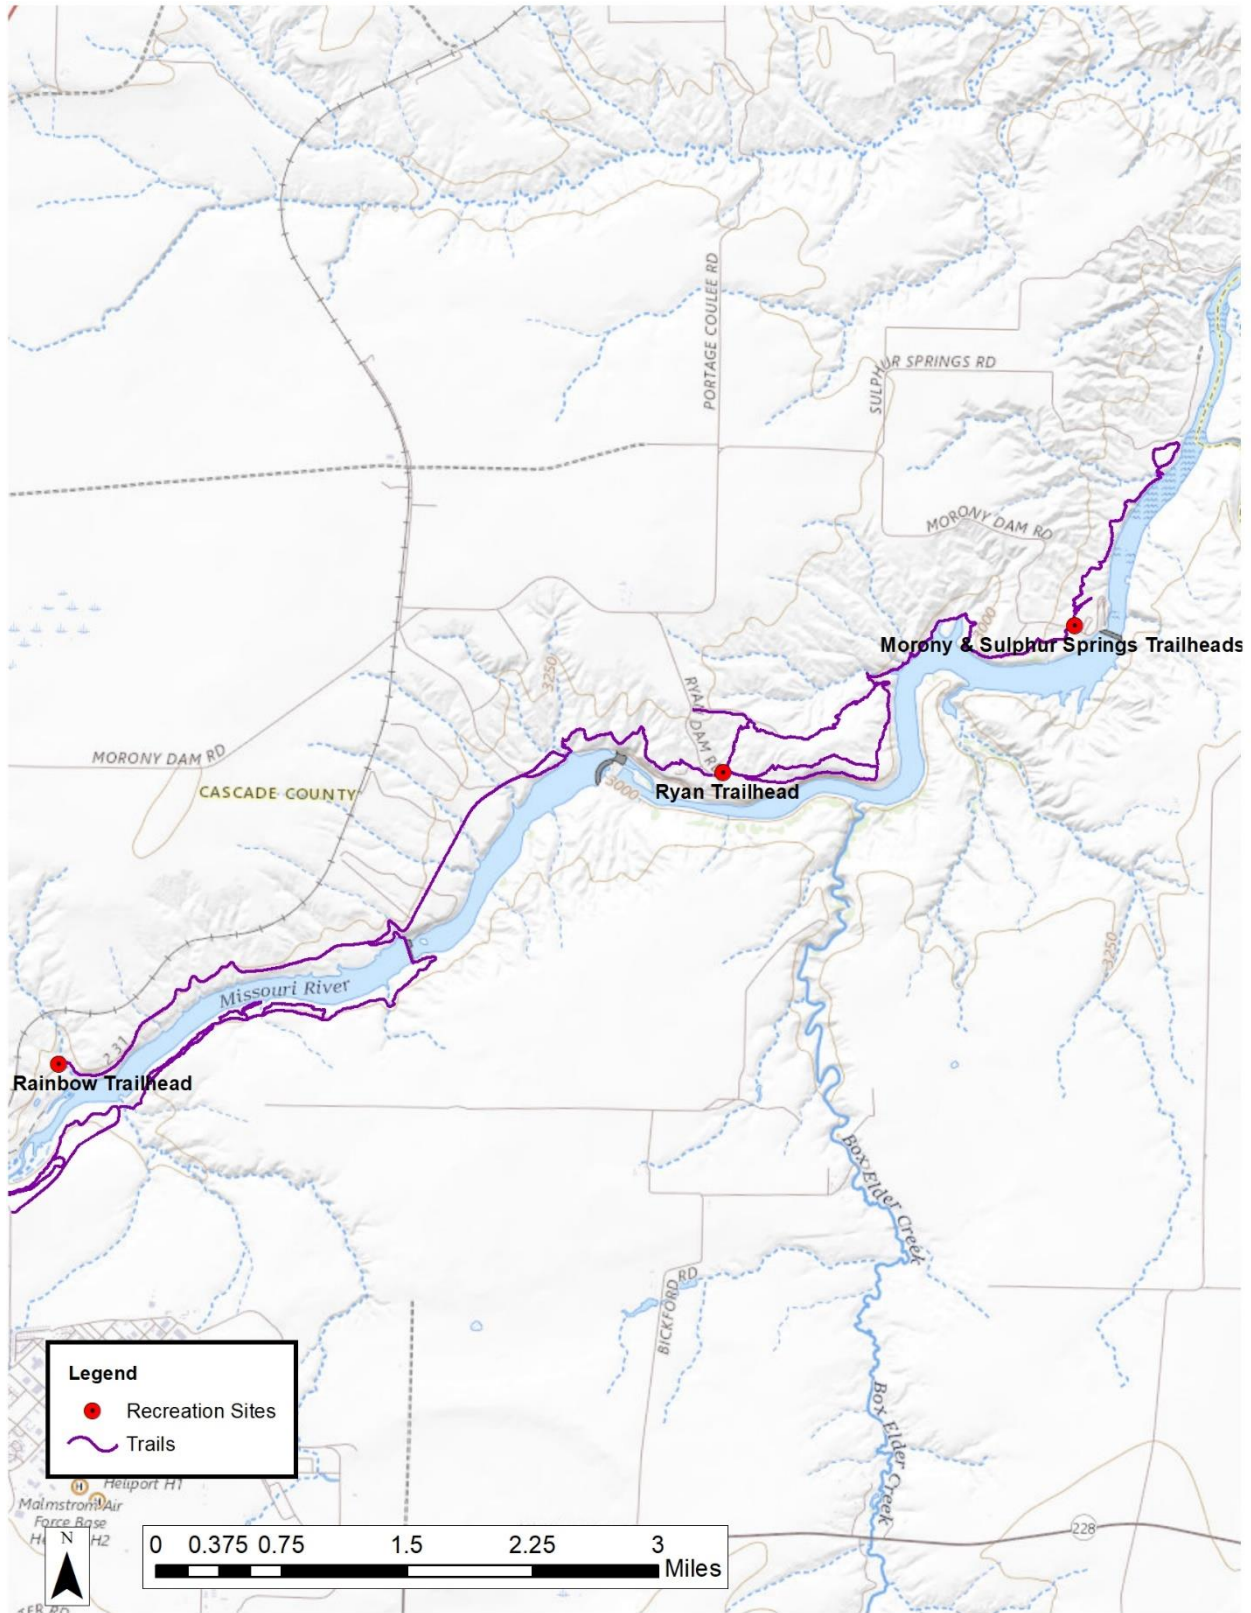 PORTAGE COULEE RD
SULPHUR SPRINGS RD
MORONY DAM RD
3000
Morony & Sulphur Springs Trailheads
3250
RYAN DAM RD
MORONY DAM RD
CASCADE COUNTY
3000
Ryan Trailhead
3250
Missouri River
231
Rainbow Trailhead
Box Elder Creek
BICKFORD RD
Box Elder Creek
Legend
Recreation Sites
Trails
H
Heliport H1
H
Malmstrom Air
Force Base
H2
N
228
0 0.375 0.75 1.5 2.25 3
Miles